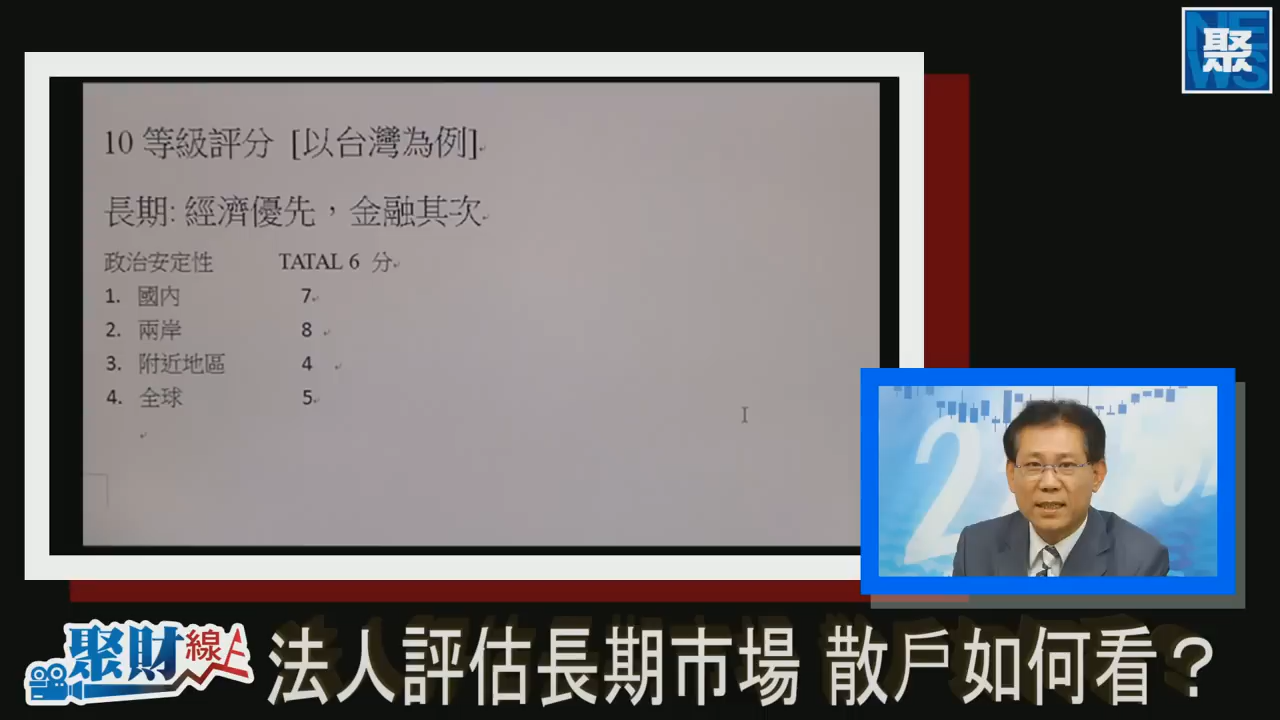 NEWS
聚
10 等級評分 [以台灣為例]
長期: 經濟優先，金融其次
政治安定性 TATAL 6 分
1. 國內 7
2. 兩岸 8
3. 附近地區 4
4. 全球 5
2
聚財線上
法人評估長期市場 散戶如何看？